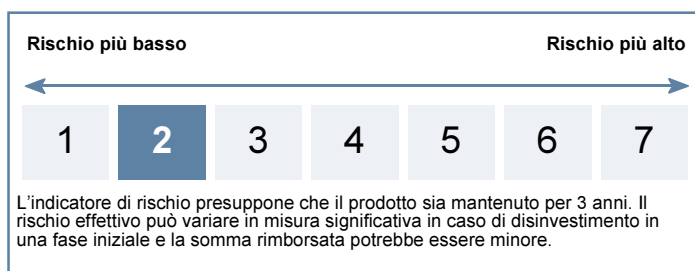 Rischio più basso Rischio più alto
1 2 3 4 5 6 7
L'indicatore di rischio presuppone che il prodotto sia mantenuto per 3 anni. Il
rischio effettivo può variare in misura significativa in caso di disinvestimento in
una fase iniziale e la somma rimborsata potrebbe essere minore.